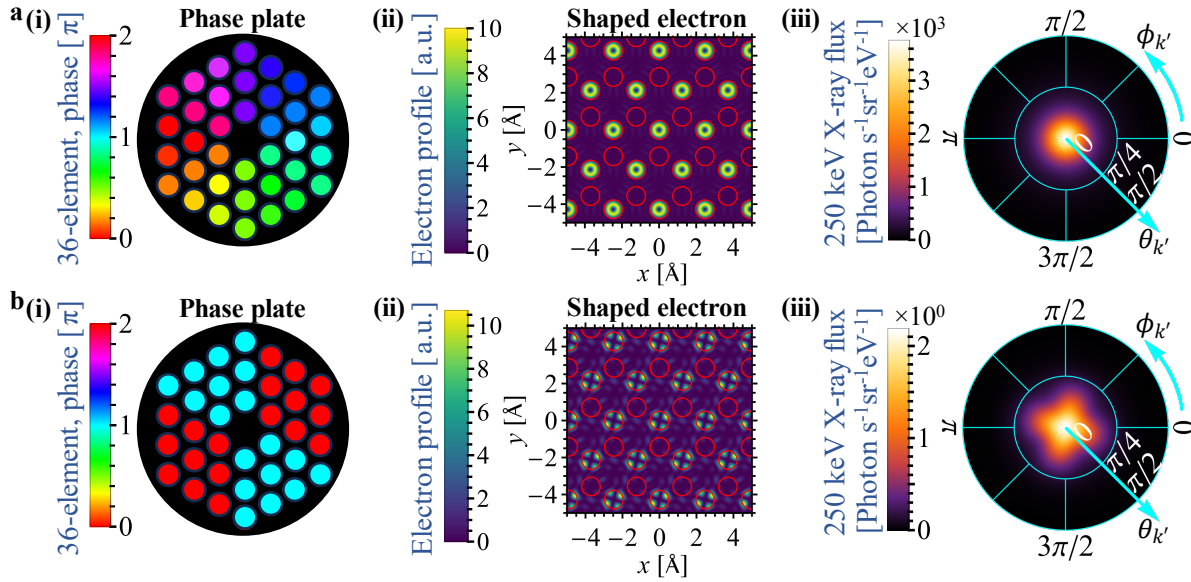 a (i) Phase plate
36-element, phase [π]
2
1
0
(ii) Shaped electron
Electron profile [a.u.]
10
8
6
4
2
0
y [Å]
4
2
0
−2
−4
−4 −2 0 2 4
x [Å]
(iii)
250 keV X-ray flux
[Photon s⁻¹sr⁻¹eV⁻¹]
×10³
3
2
1
0
π/2
ϕk′
π
0
0
π/4
π/2
θk′
3π/2
b (i) Phase plate
36-element, phase [π]
2
1
0
(ii) Shaped electron
Electron profile [a.u.]
10
8
6
4
2
0
y [Å]
4
2
0
−2
−4
−4 −2 0 2 4
x [Å]
(iii)
250 keV X-ray flux
[Photon s⁻¹sr⁻¹eV⁻¹]
×10⁰
2
1
0
π/2
ϕk′
π
0
0
π/4
π/2
θk′
3π/2